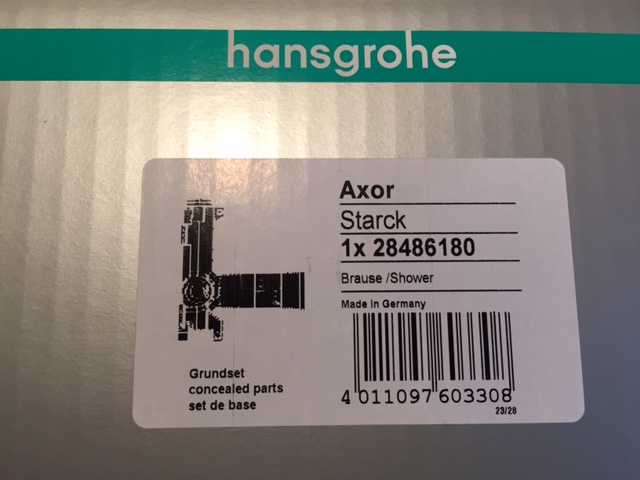 hansgrohe
Axor
Starck
1x 28486180
Brause /Shower
Made in Germany
Grundset
concealed parts
set de base
4 011097 603308
23/28